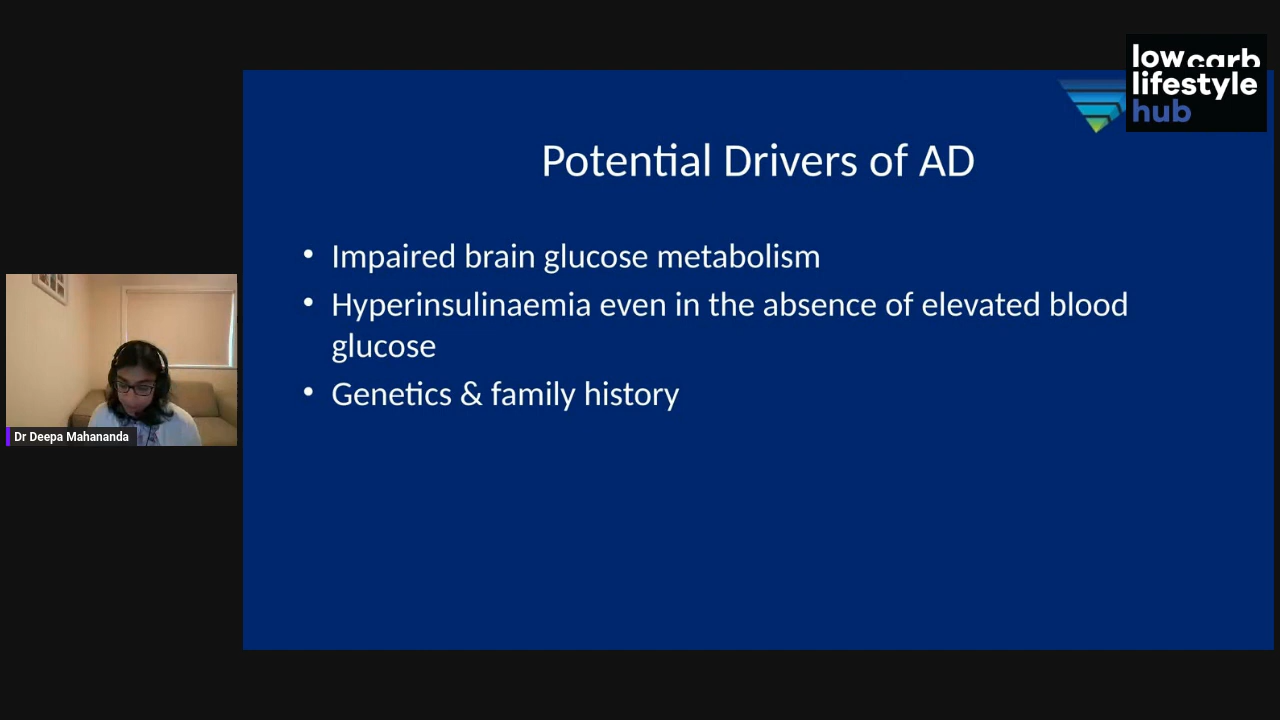 low carb
lifestyle
hub
Potential Drivers of AD
• Impaired brain glucose metabolism
• Hyperinsulinaemia even in the absence of elevated blood
glucose
• Genetics & family history
Dr Deepa Mahananda